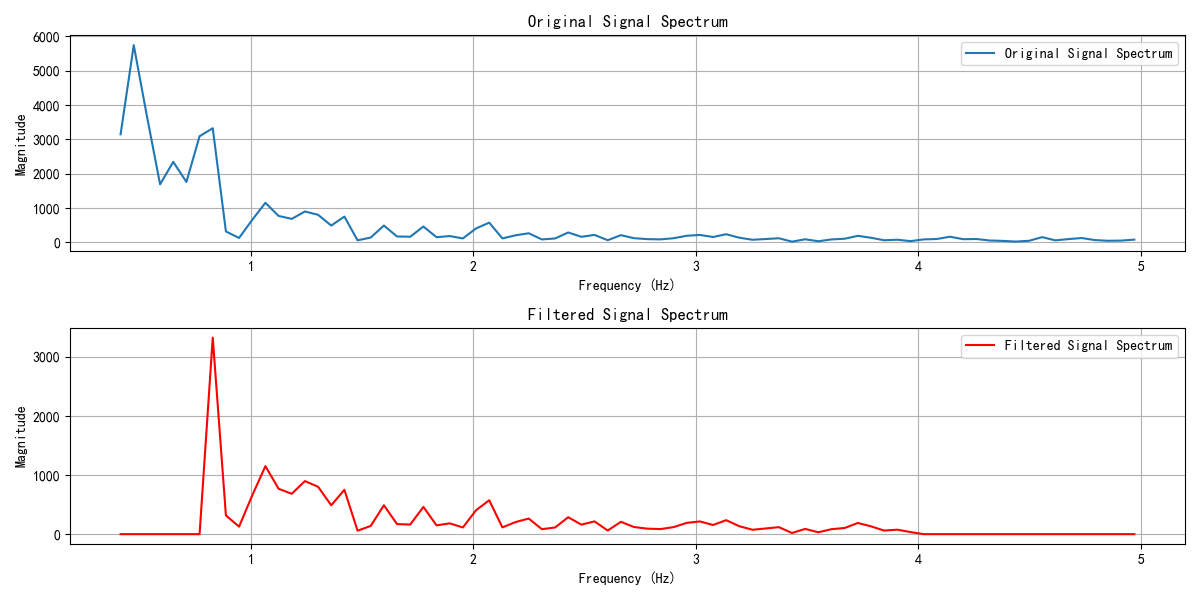 Original Signal Spectrum
Original Signal Spectrum
6000
5000
4000
3000
2000
1000
0
Magnitude
1 2 3 4 5
Frequency (Hz)
Filtered Signal Spectrum
Filtered Signal Spectrum
3000
2000
1000
0
Magnitude
1 2 3 4 5
Frequency (Hz)